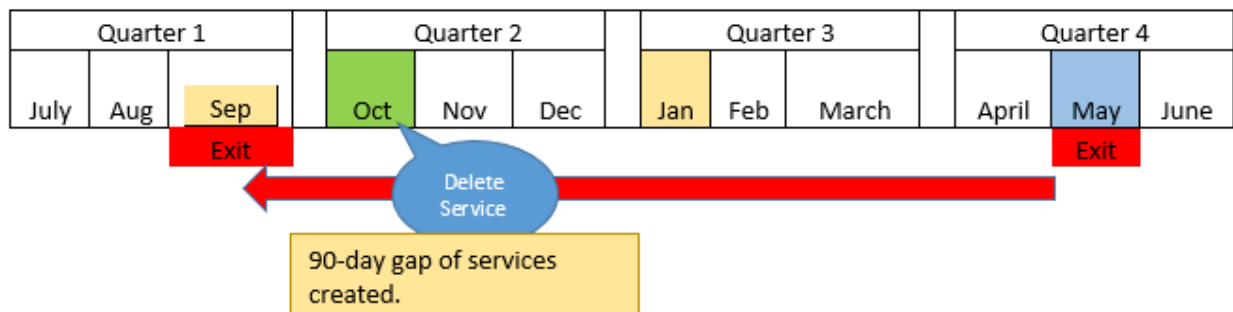 Quarter 1 Quarter 2 Quarter 3 Quarter 4
July Aug Sep Oct Nov Dec Jan Feb March April May June
Exit Exit
Delete
Service
90-day gap of services
created.